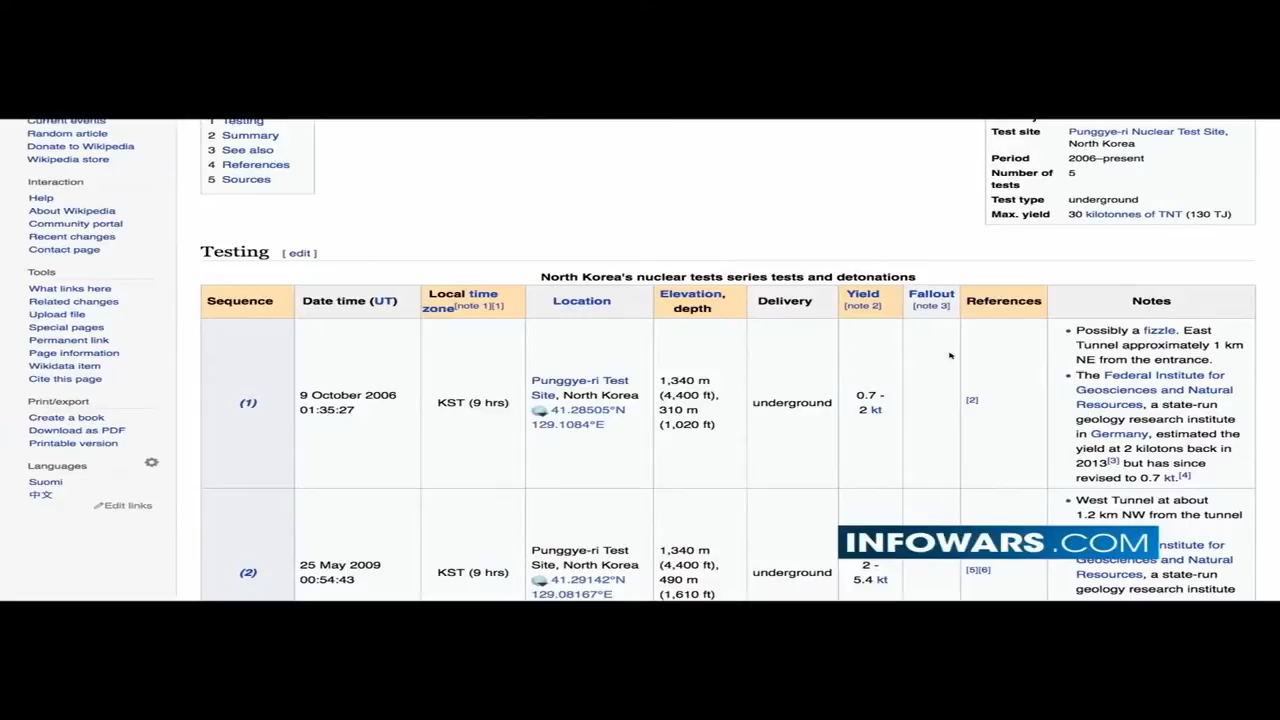 Current events
Random article
Donate to Wikipedia
Wikipedia store
Interaction
Help
About Wikipedia
Community portal
Recent changes
Contact page
Tools
What links here
Related changes
Upload file
Special pages
Permanent link
Page information
Wikidata item
Cite this page
Print/export
Create a book
Download as PDF
Printable version
Languages
Suomi
中文
Edit links
1 Testing
2 Summary
3 See also
4 References
5 Sources
Test site Punggye-ri Nuclear Test Site,
North Korea
Period 2006–present
Number of 5
tests
Test type underground
Max. yield 30 kilotonnes of TNT (130 TJ)
Testing [ edit ]
North Korea's nuclear tests series tests and detonations
Sequence
Date time (UT)
Local time
zone[note 1][1]
Location
Elevation,
depth
Delivery
Yield
[note 2]
Fallout
[note 3]
References
Notes
(1)
9 October 2006
01:35:27
KST (9 hrs)
Punggye-ri Test
Site, North Korea
41.28505°N
129.1084°E
1,340 m
(4,400 ft),
310 m
(1,020 ft)
underground
0.7 -
2 kt
[2]
• Possibly a fizzle. East
Tunnel approximately 1 km
NE from the entrance.
• The Federal Institute for
Geosciences and Natural
Resources, a state-run
geology research institute
in Germany, estimated the
yield at 2 kilotons back in
2013[3] but has since
revised to 0.7 kt.[4]
(2)
25 May 2009
00:54:43
KST (9 hrs)
Punggye-ri Test
Site, North Korea
41.29142°N
129.08167°E
1,340 m
(4,400 ft),
490 m
(1,610 ft)
underground
2 -
5.4 kt
[5][6]
• West Tunnel at about
1.2 km NW from the tunnel
Institute for
Geosciences and Natural
Resources, a state-run
geology research institute
INFOWARS.COM